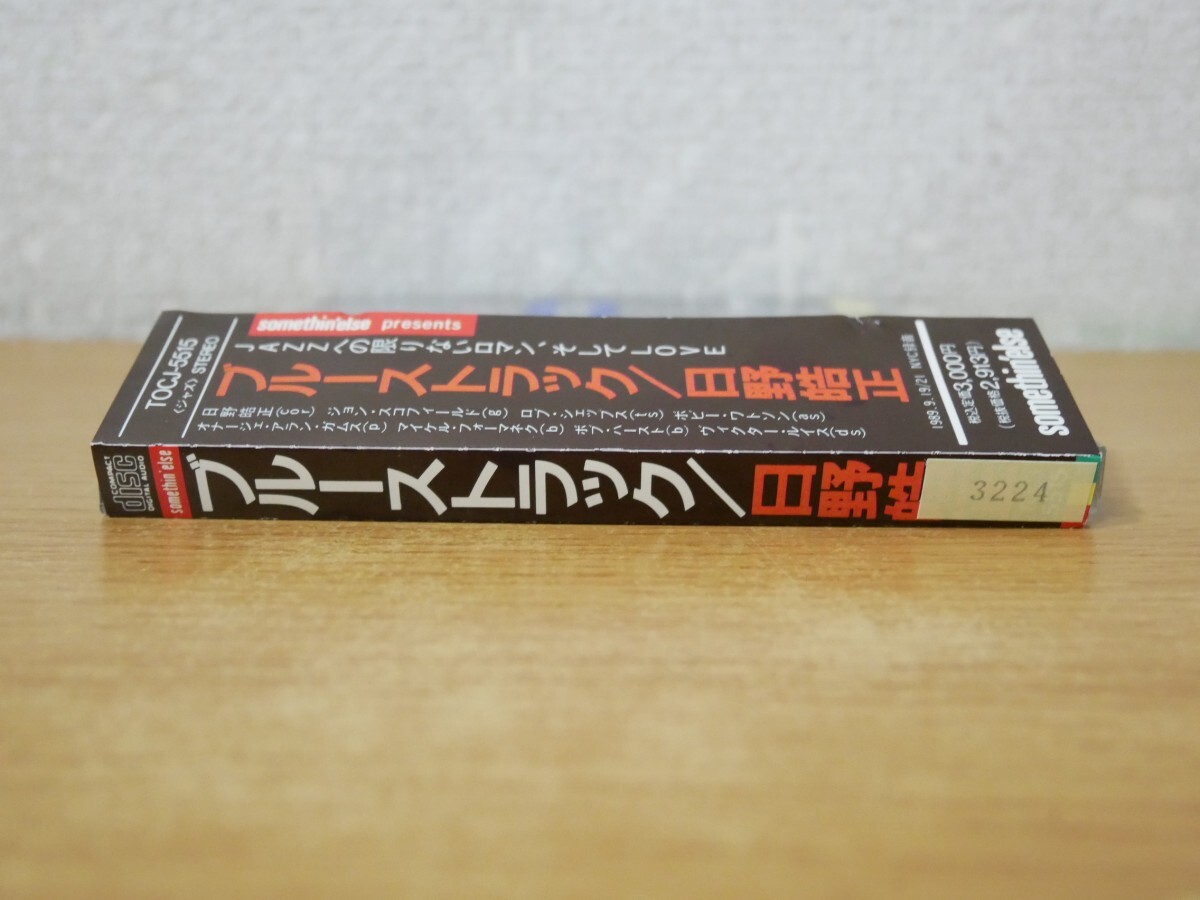 TOCJ-5515
(ジャズ) STEREO
somethin'else presents
JAZZへの限りないロマン、そしてLOVE
ブルーストラック/日野皓正
日野皓正(cor) ジョン・スコフィールド(g) ロブ・シェップス(ts) ボビー・ワトソン(as)
オナージェ・アラン・ガムス(p) マイケル・フォーマネク(b) ボブ・ハースト(b) ヴィクター・ルイス(ds)
1989.9.19/21 NYC録音
税込定価3,000円
(税抜価格2,913円)
somethin'else
COMPACT
disc
DIGITAL AUDIO
somethin'else
ブルーストラック/日野皓
3224